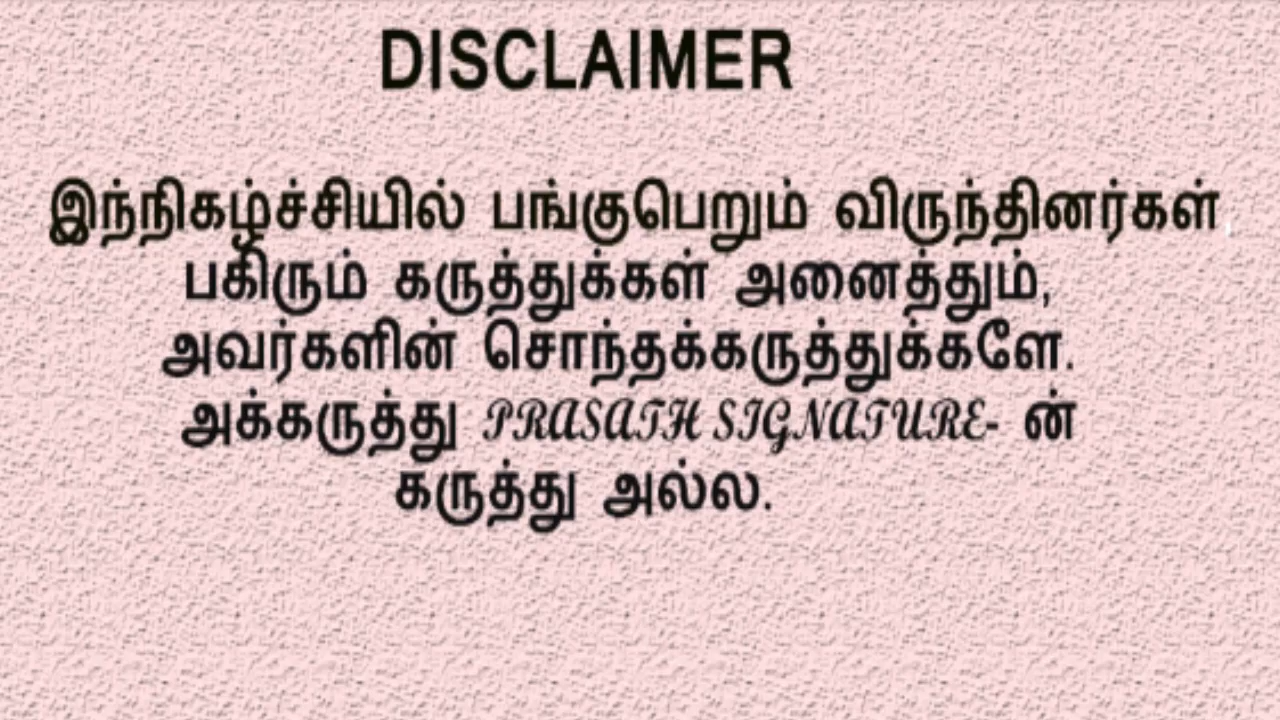 DISCLAIMER
இந்நிகழ்ச்சியில் பங்குபெறும் விருந்தினர்கள்,
பகிரும் கருத்துக்கள் அனைத்தும்,
அவர்களின் சொந்தக்கருத்துக்களே.
அக்கருத்து PRASATH SIGNATURE- ன்
கருத்து அல்ல.